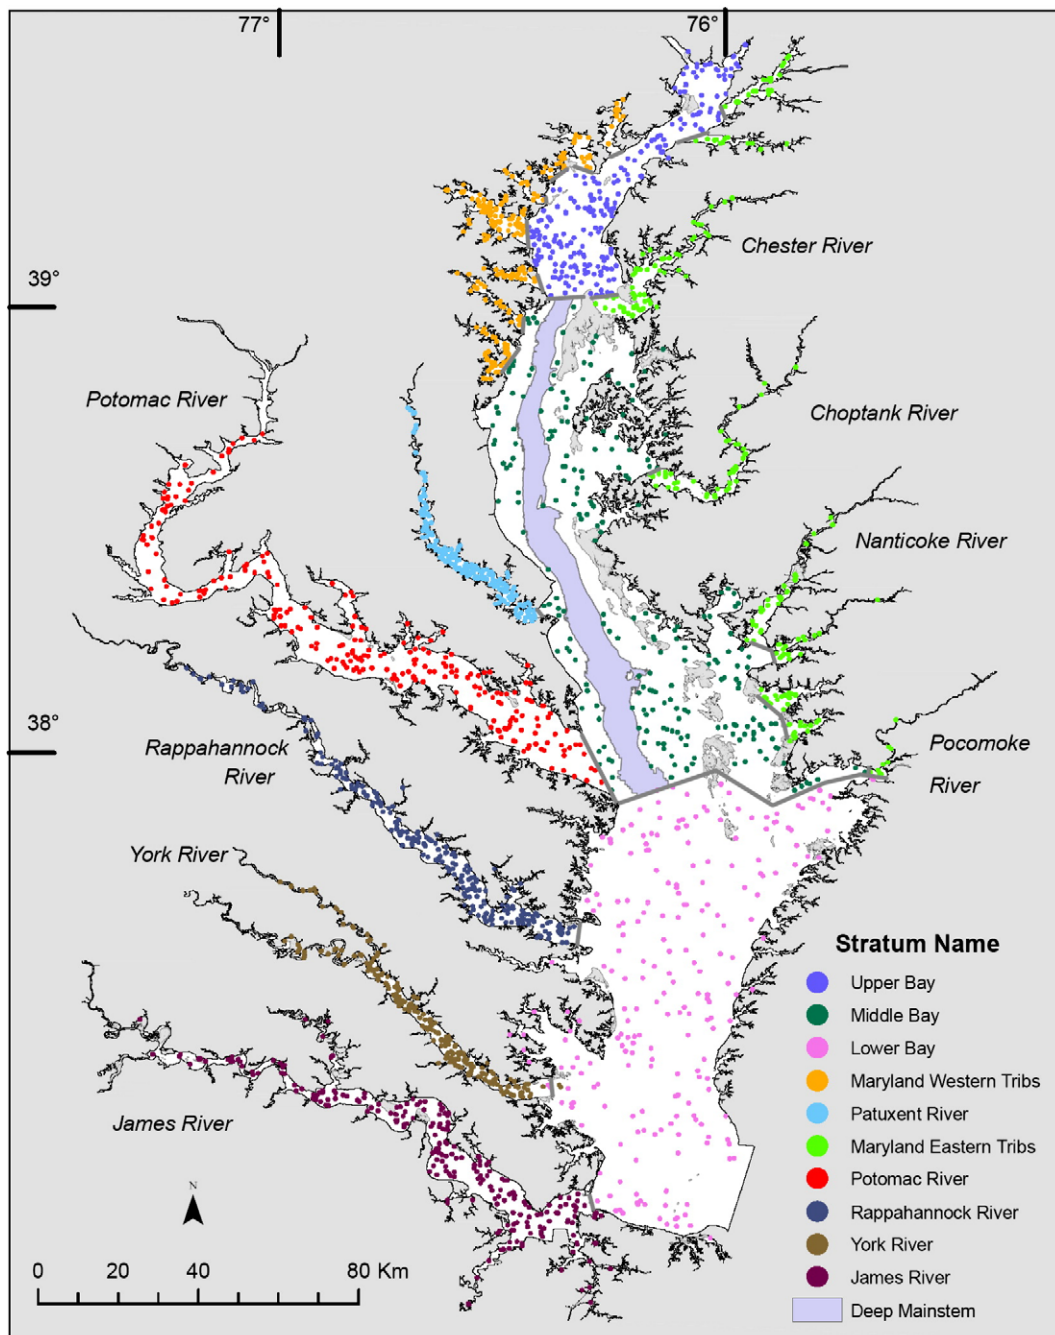 77°
76°
Chester River
39°
Potomac River
Choptank River
Nanticoke River
38°
Rappahannock
River
Pocomoke
River
York River
Stratum Name
Upper Bay
Middle Bay
Lower Bay
Maryland Western Tribs
Patuxent River
Maryland Eastern Tribs
Potomac River
Rappahannock River
York River
James River
Deep Mainstem
James River
N
0 20 40 80 Km